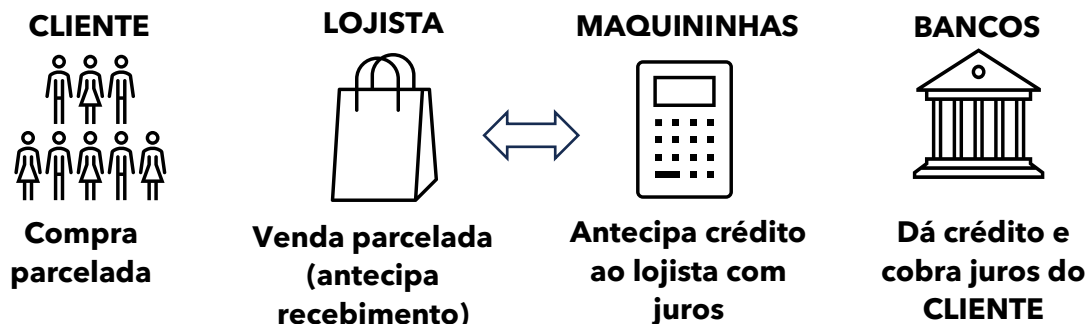 CLIENTE
LOJISTA
MAQUININHAS
BANCOS
Compra
parcelada
Venda parcelada
(antecipa
recebimento)
Antecipa crédito
ao lojista com
juros
Dá crédito e
cobra juros do
CLIENTE